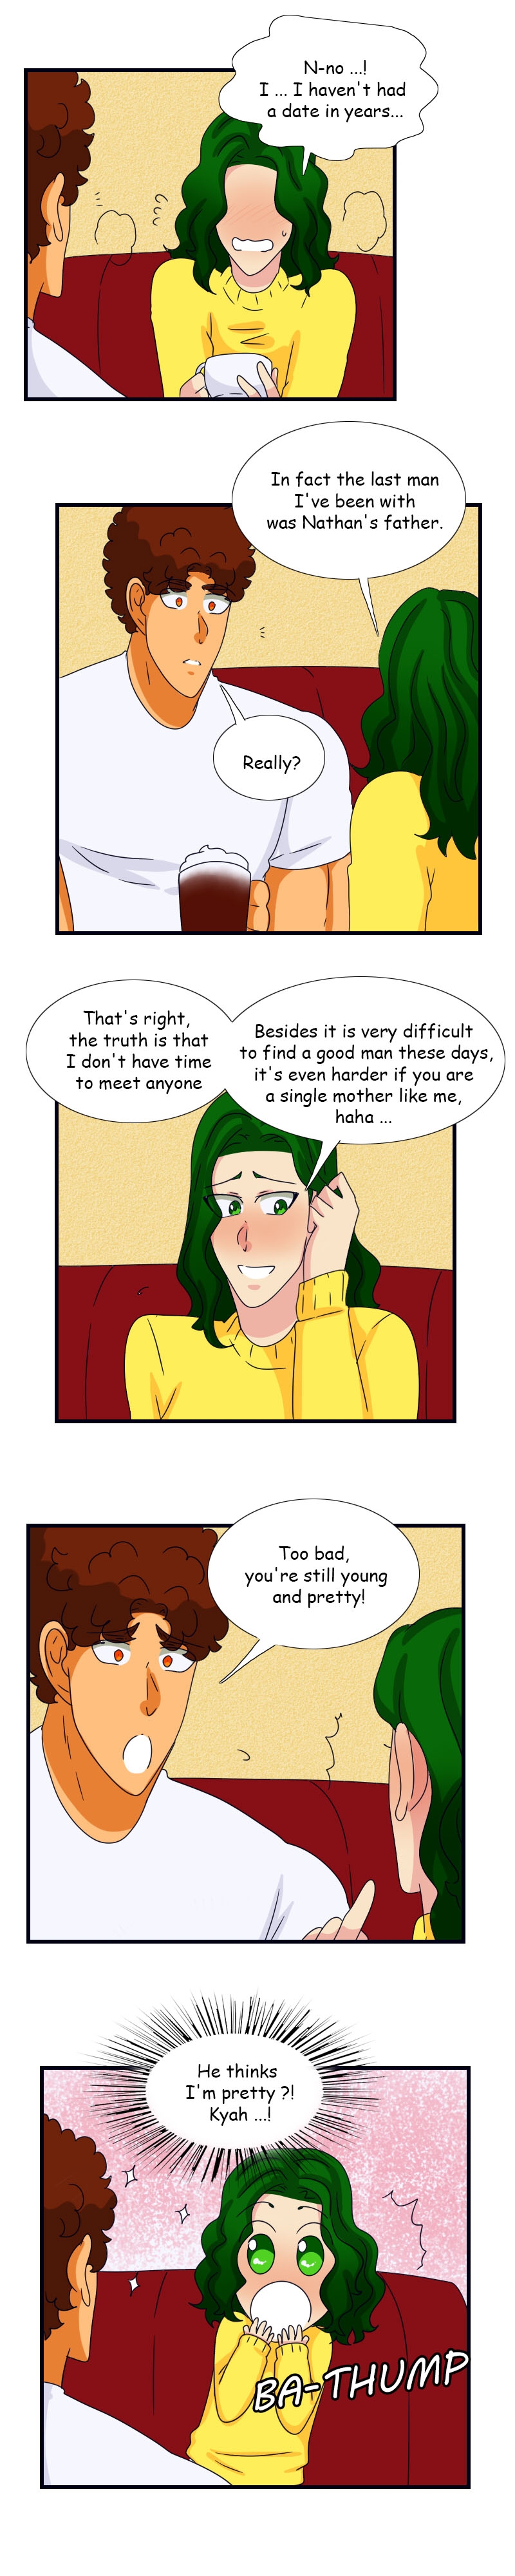 N-no ...!
I ... I haven't had
a date in years...
In fact the last man
I've been with
was Nathan's father.
Really?
That's right,
the truth is that
I don't have time
to meet anyone
Besides it is very difficult
to find a good man these days,
it's even harder if you are
a single mother like me,
haha ...
Too bad,
you're still young
and pretty!
He thinks
I'm pretty ?!
Kyah ...!
BA-THUMP